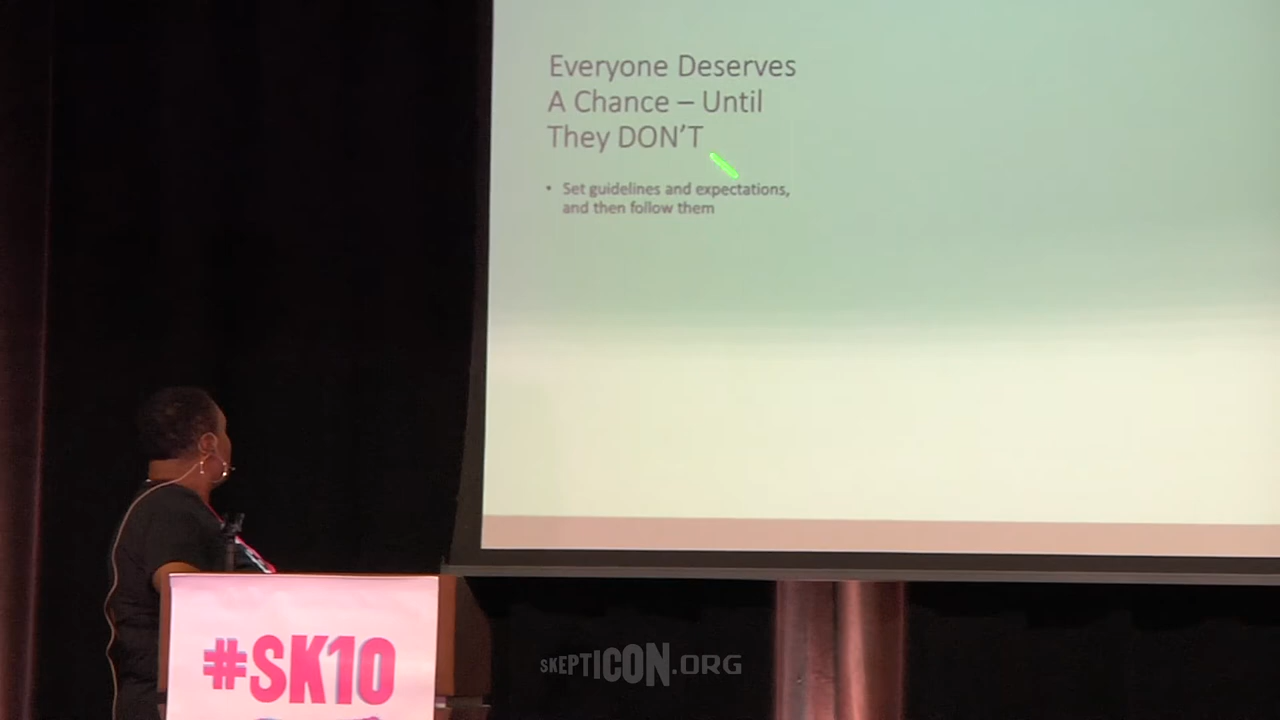 Everyone Deserves
A Chance – Until
They DON'T
• Set guidelines and expectations,
and then follow them
#SK10
SKEPTICON.ORG